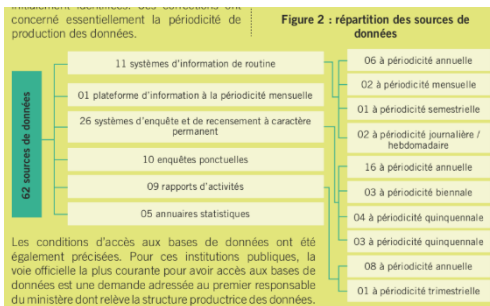 concerné essentiellement la périodicité de
production des données.
Figure 2 : répartition des sources de
données
62 sources de données
11 systèmes d'information de routine
01 plateforme d'information à la périodicité mensuelle
26 systèmes d'enquête et de recensement à caractère
permanent
10 enquêtes ponctuelles
09 rapports d'activités
05 annuaires statistiques
06 à périodicité annuelle
02 à périodicité mensuelle
01 à périodicité semestrielle
02 à périodicité journalière /
hebdomadaire
16 à périodicité annuelle
03 à périodicité biennale
04 à périodicité quinquennale
03 à périodicité quinquennale
08 à périodicité annuelle
01 à périodicité trimestrielle
Les conditions d'accès aux bases de données ont été
également précisées. Pour ces institutions publiques, la
voie officielle la plus courante pour avoir accès aux bases de
données est une demande adressée au premier responsable
du ministère dont relève la structure productrice des données.